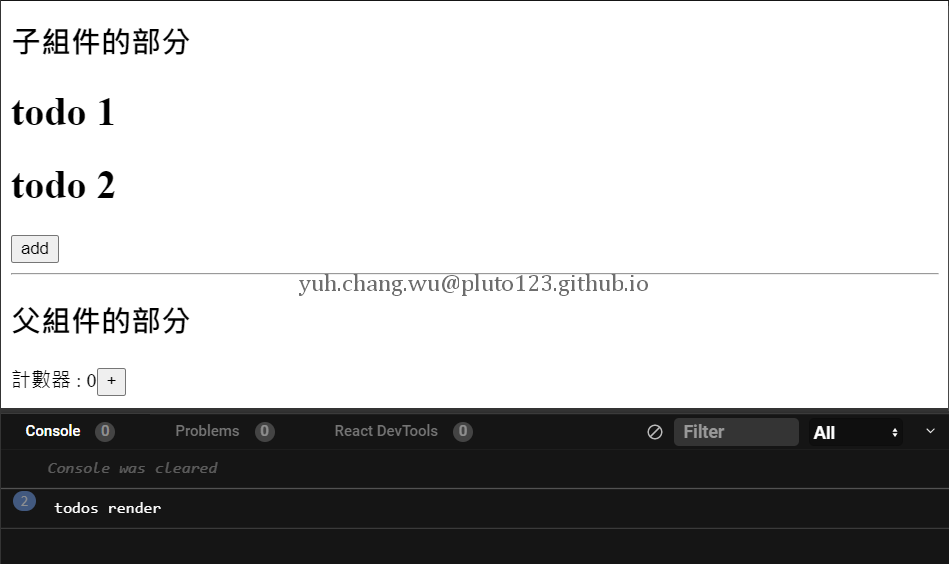 子組件的部分
todo 1
todo 2
add
yuh.chang.wu@pluto123.github.io
父組件的部分
計數器 : 0 +
Console 0 Problems 0 React DevTools 0 Filter All
Console was cleared
2 todos render